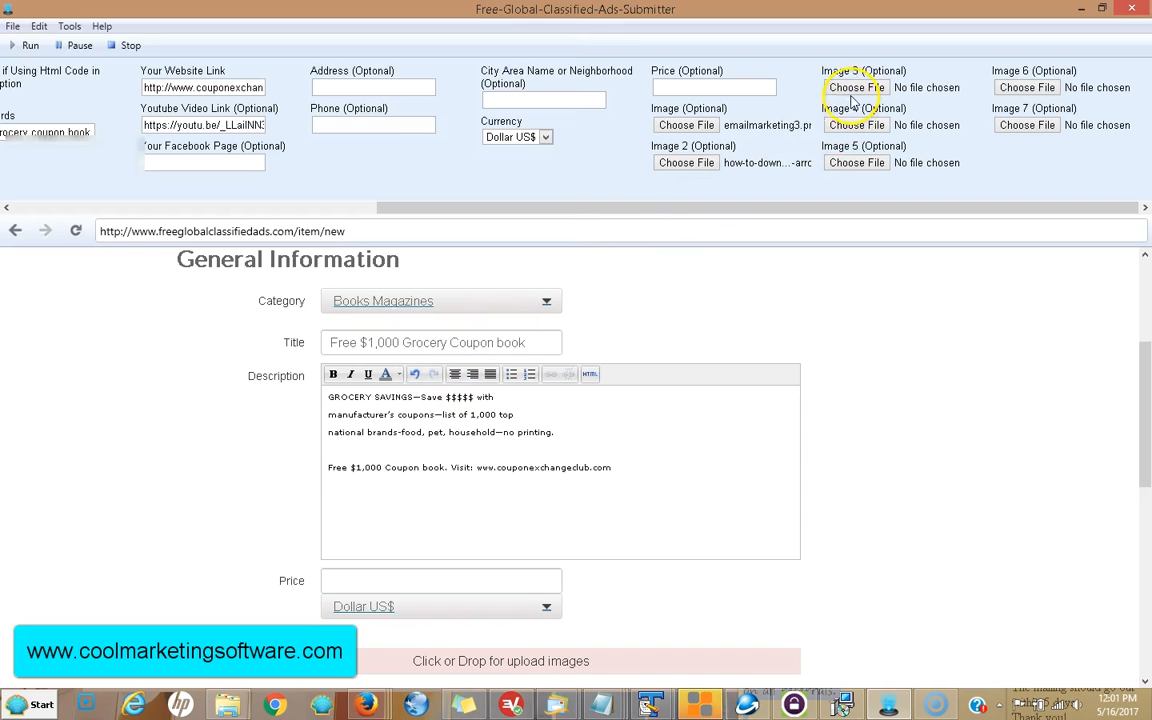 Free-Global-Classified-Ads-Submitter
File Edit Tools Help
Run Pause Stop
if Using Html Code in
Your Website Link
Address (Optional)
City Area Name or Neighborhood
(Optional)
Price (Optional)
Image 3 (Optional)
Image 6 (Optional)
http://www.couponexchan
Choose File No file chosen
Choose File No file chosen
Youtube Video Link (Optional)
Phone (Optional)
Image (Optional)
(Optional)
Image 7 (Optional)
rocery coupon book
https://youtu.be/_LLailNN
Currency
Dollar US$
Choose File emailmarketing3.pr
Choose File No file chosen
Choose File No file chosen
Your Facebook Page (Optional)
Image 2 (Optional)
Image 5 (Optional)
Choose File how-to-down...-arro
Choose File No file chosen
http://www.freeglobalclassifiedads.com/item/new
General Information
Category Books Magazines
Title Free $1,000 Grocery Coupon book
Description
B I U A HTML
GROCERY SAVINGS—Save $$$$$ with
manufacturer's coupons—list of 1,000 top
national brands-food, pet, household—no printing.
Free $1,000 Coupon book. Visit: www.couponexchangeclub.com
Price
Dollar US$
www.coolmarketingsoftware.com
Click or Drop for upload images
Start
12:01 PM
5/16/2017